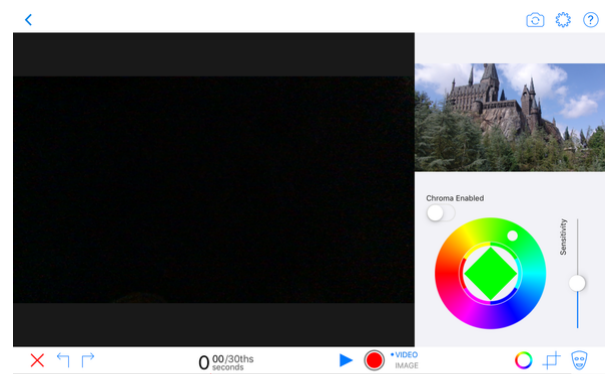 ?
Chroma Enabled
Sensitivity
0 00/30ths
seconds
• VIDEO
IMAGE